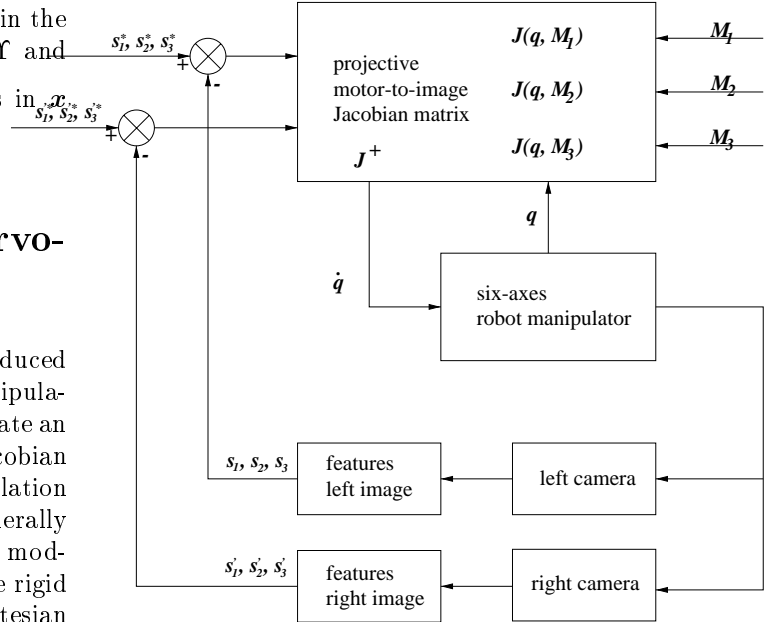 in the
ϒ and
s in x
rvo-
duced
ipula-
ate an
cobian
lation
nerally
mod-
e rigid
tesian
s₁*, s₂*, s₃*
+
-
s₁'*, s₂'*, s₃'*
+
-
projective
motor-to-image
Jacobian matrix
J⁺
J(q, M₁)
J(q, M₂)
J(q, M₃)
M₁
M₂
M₃
q
q̇
six-axes
robot manipulator
s₁, s₂, s₃
features
left image
left camera
s₁', s₂', s₃'
features
right image
right camera